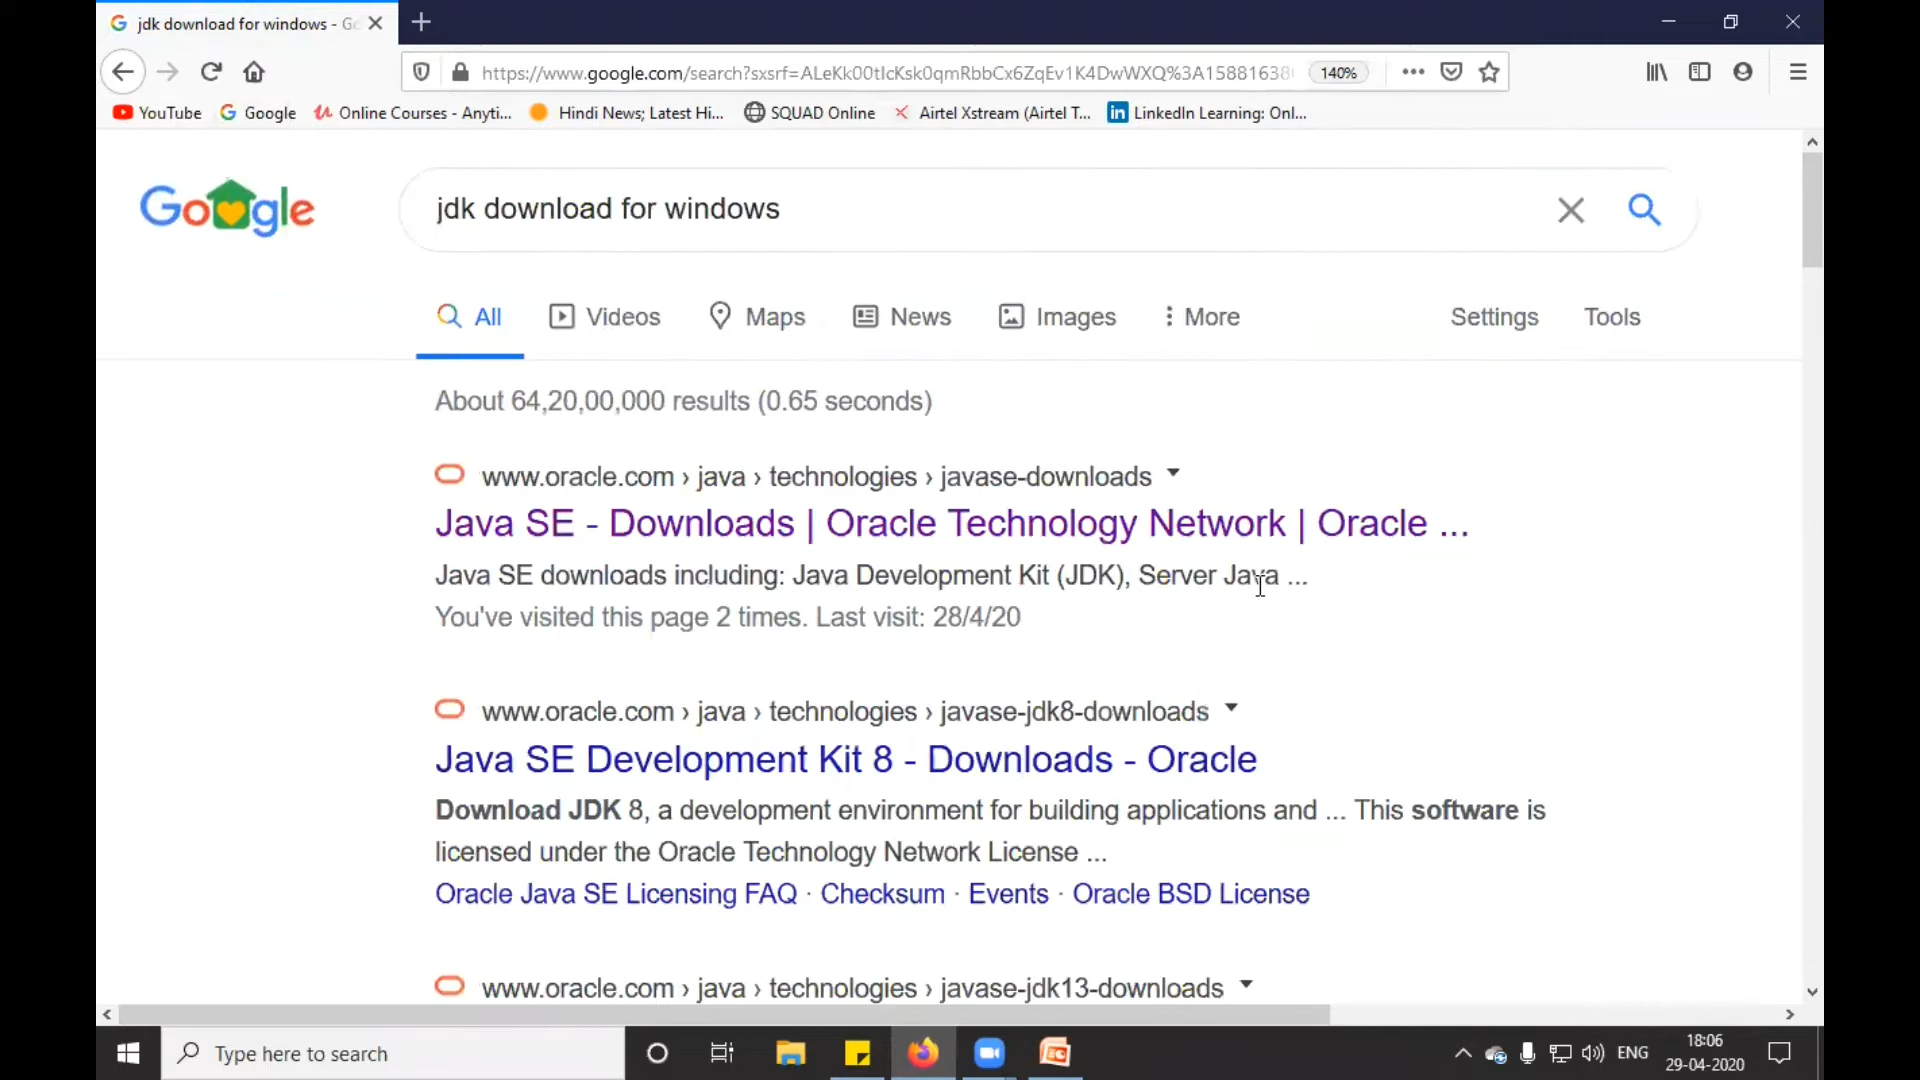 jdk download for windows - Go
https://www.google.com/search?sxsrf=ALeKk00tIcKsk0qmRbbCx6ZqEv1K4DwWXQ%3A15881638 140%
YouTube Google Online Courses - Anyti... Hindi News; Latest Hi... SQUAD Online Airtel Xstream (Airtel T... LinkedIn Learning: Onl...
Google jdk download for windows
All Videos Maps News Images More Settings Tools
About 64,20,00,000 results (0.65 seconds)
www.oracle.com › java › technologies › javase-downloads
Java SE - Downloads | Oracle Technology Network | Oracle ...
Java SE downloads including: Java Development Kit (JDK), Server Java ...
You've visited this page 2 times. Last visit: 28/4/20
www.oracle.com › java › technologies › javase-jdk8-downloads
Java SE Development Kit 8 - Downloads - Oracle
Download JDK 8, a development environment for building applications and ... This software is
licensed under the Oracle Technology Network License ...
Oracle Java SE Licensing FAQ · Checksum · Events · Oracle BSD License
www.oracle.com › java › technologies › javase-jdk13-downloads
Type here to search ENG 18:06
29-04-2020